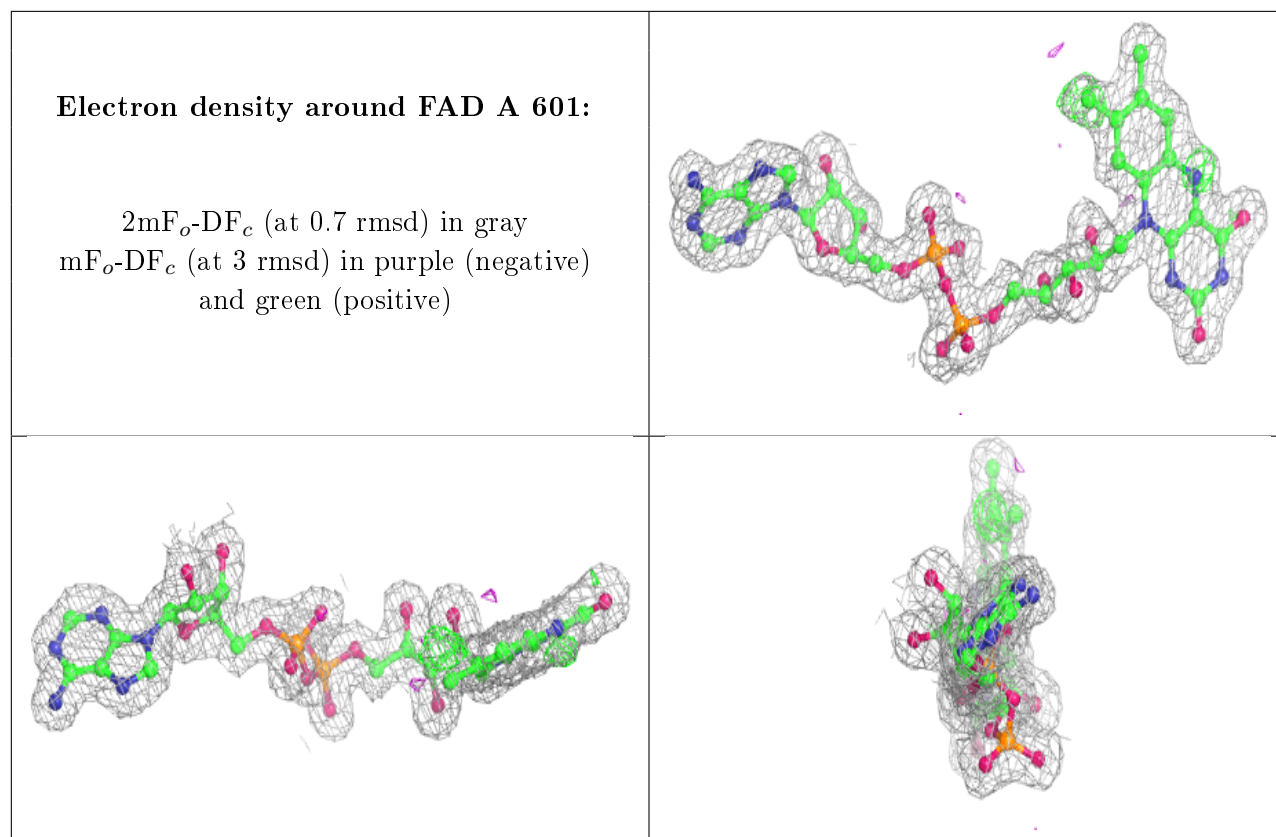 Electron density around FAD A 601:
2mFo-DFc (at 0.7 rmsd) in gray
mFo-DFc (at 3 rmsd) in purple (negative)
and green (positive)